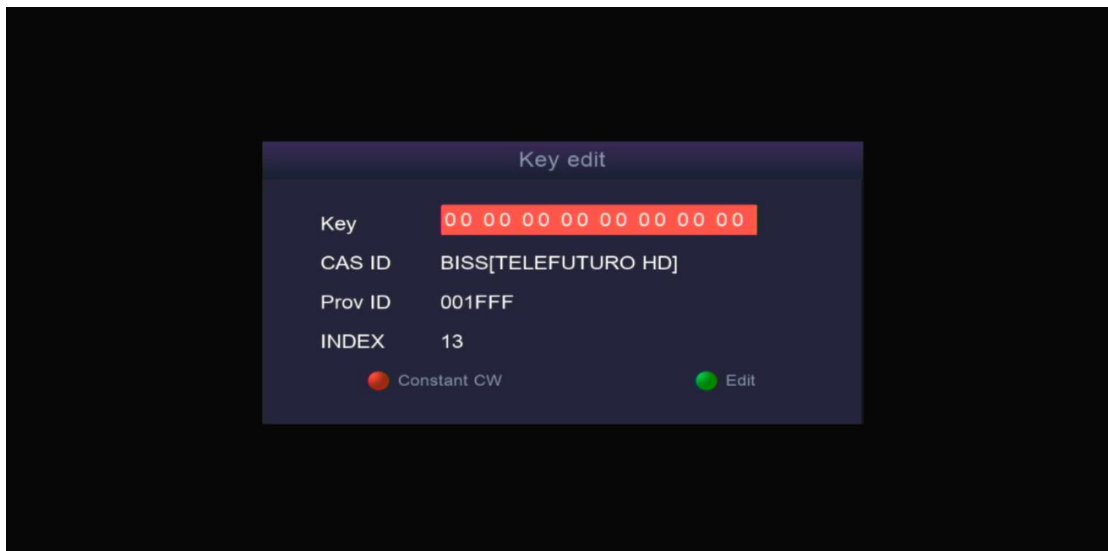 Key edit
Key 00 00 00 00 00 00 00 00
CAS ID BISS[TELEFUTURO HD]
Prov ID 001FFF
INDEX 13
Constant CW Edit